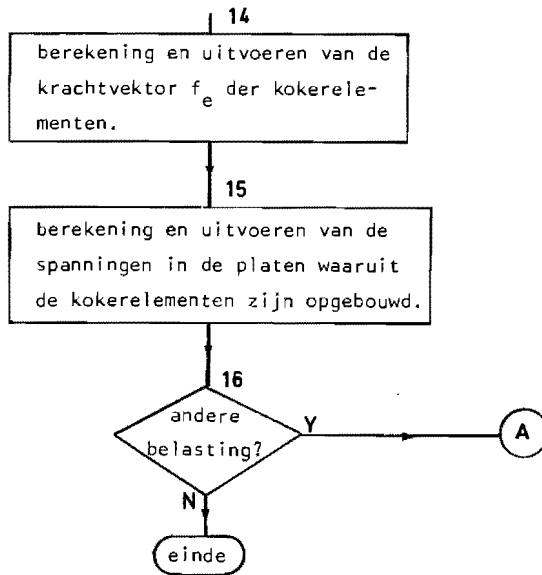 14
berekening en uitvoeren van de
krachtvektor f_e der kokerele-
menten.
15
berekening en uitvoeren van de
spanningen in de platen waaruit
de kokerelementen zijn opgebouwd.
16
andere
belasting?
Y
A
N
einde